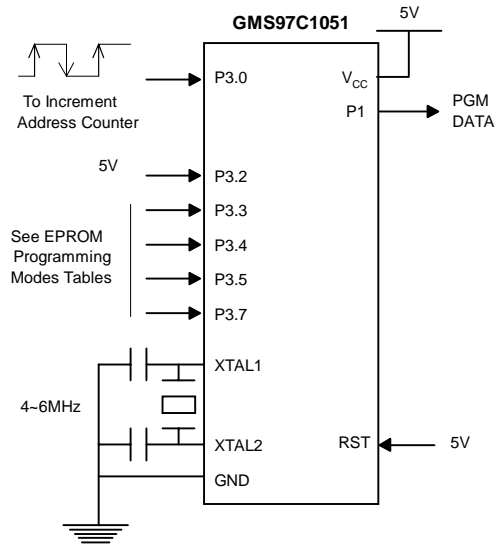 GMS97C1051
5V
P3.0
VCC
To Increment
Address Counter
P1
PGM
DATA
5V
P3.2
P3.3
See EPROM
Programming
Modes Tables
P3.4
P3.5
P3.7
XTAL1
4~6MHz
XTAL2
RST
5V
GND